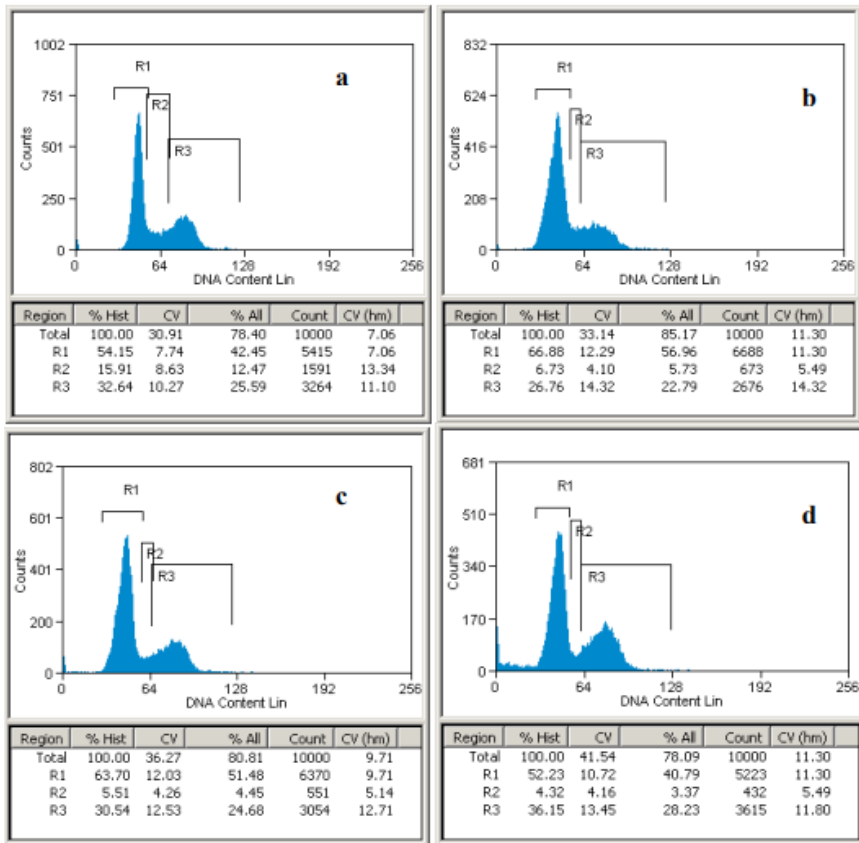 1002
R1
a
751
R2
Counts
501
R3
250
0
0 64 128 192 256
DNA Content Lin
Region % Hist CV % All Count CV (hm)
Total 100.00 30.91 78.40 10000 7.06
R1 54.15 7.74 42.45 5415 7.06
R2 15.91 8.63 12.47 1591 13.34
R3 32.64 10.27 25.59 3264 11.10
832
R1
b
624
R2
Counts
416
R3
208
0
0 64 128 192 256
DNA Content Lin
Region % Hist CV % All Count CV (hm)
Total 100.00 33.14 85.17 10000 11.30
R1 66.88 12.29 56.96 6688 11.30
R2 6.73 4.10 5.73 673 5.49
R3 26.76 14.32 22.79 2676 14.32
802
R1
c
601
R2
Counts
401
R3
200
0
0 64 128 192 256
DNA Content Lin
Region % Hist CV % All Count CV (hm)
Total 100.00 36.27 80.81 10000 9.71
R1 63.70 12.03 51.48 6370 9.71
R2 5.51 4.26 4.45 551 5.14
R3 30.54 12.53 24.68 3054 12.71
681
R1
d
510
R2
Counts
340
R3
170
0
0 64 128 192 256
DNA Content Lin
Region % Hist CV % All Count CV (hm)
Total 100.00 41.54 78.09 10000 11.30
R1 52.23 10.72 40.79 5223 11.30
R2 4.32 4.16 3.37 432 5.49
R3 36.15 13.45 28.23 3615 11.80